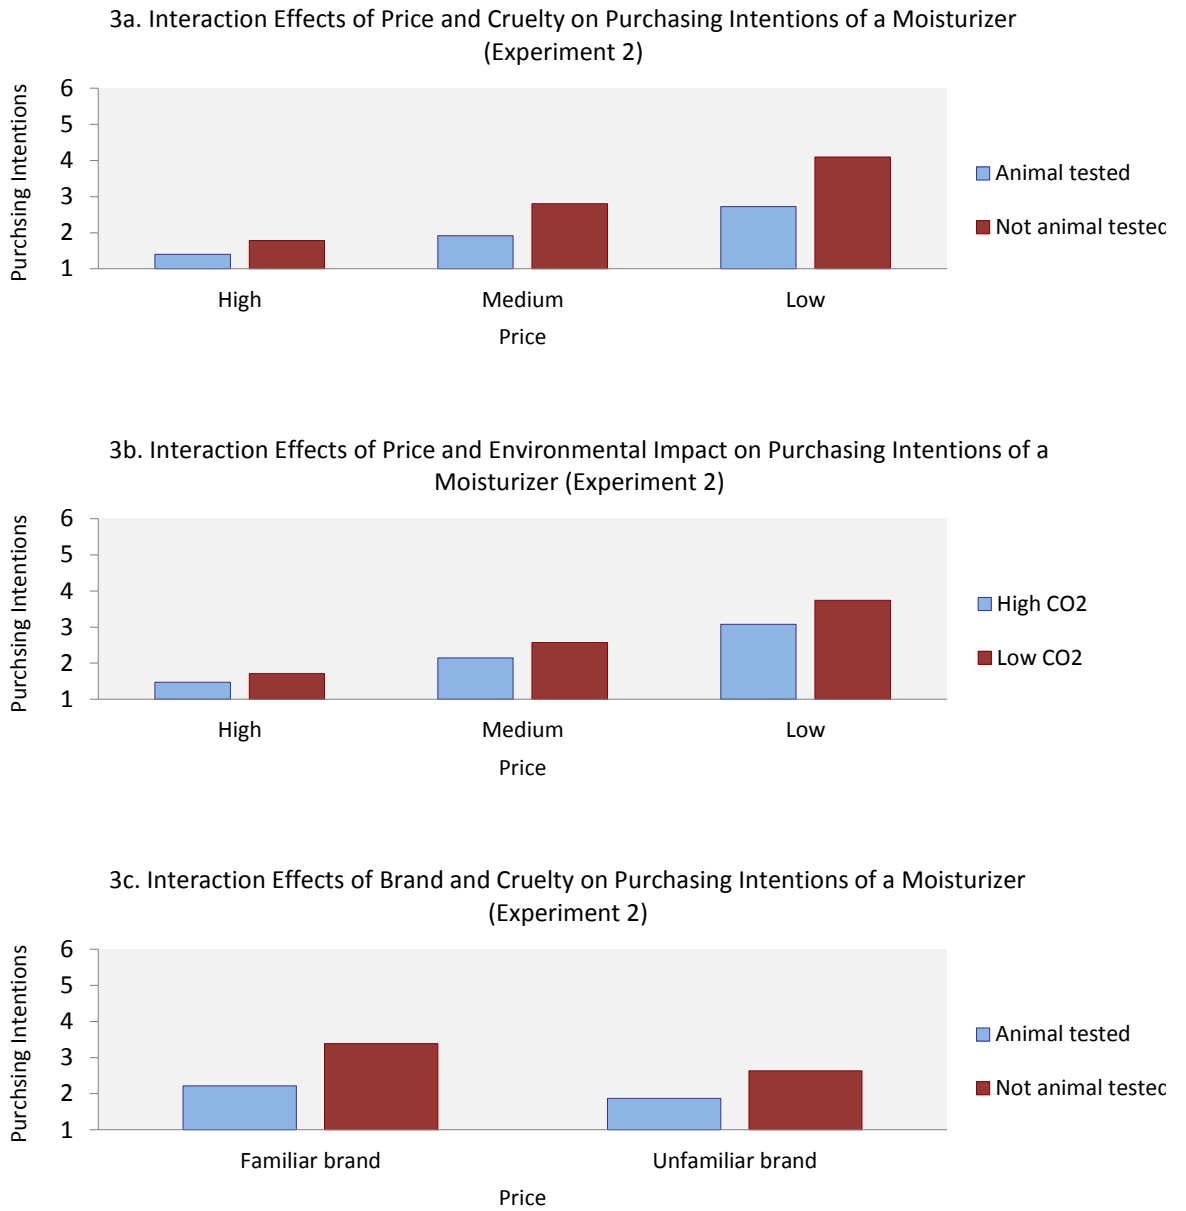 3a. Interaction Effects of Price and Cruelty on Purchasing Intentions of a Moisturizer
(Experiment 2)
Purchsing Intentions
6
5
4
3
2
1
High
Medium
Low
Price
Animal tested
Not animal tested
3b. Interaction Effects of Price and Environmental Impact on Purchasing Intentions of a
Moisturizer (Experiment 2)
Purchsing Intentions
6
5
4
3
2
1
High
Medium
Low
Price
High CO2
Low CO2
3c. Interaction Effects of Brand and Cruelty on Purchasing Intentions of a Moisturizer
(Experiment 2)
Purchsing Intentions
6
5
4
3
2
1
Familiar brand
Unfamiliar brand
Price
Animal tested
Not animal tested